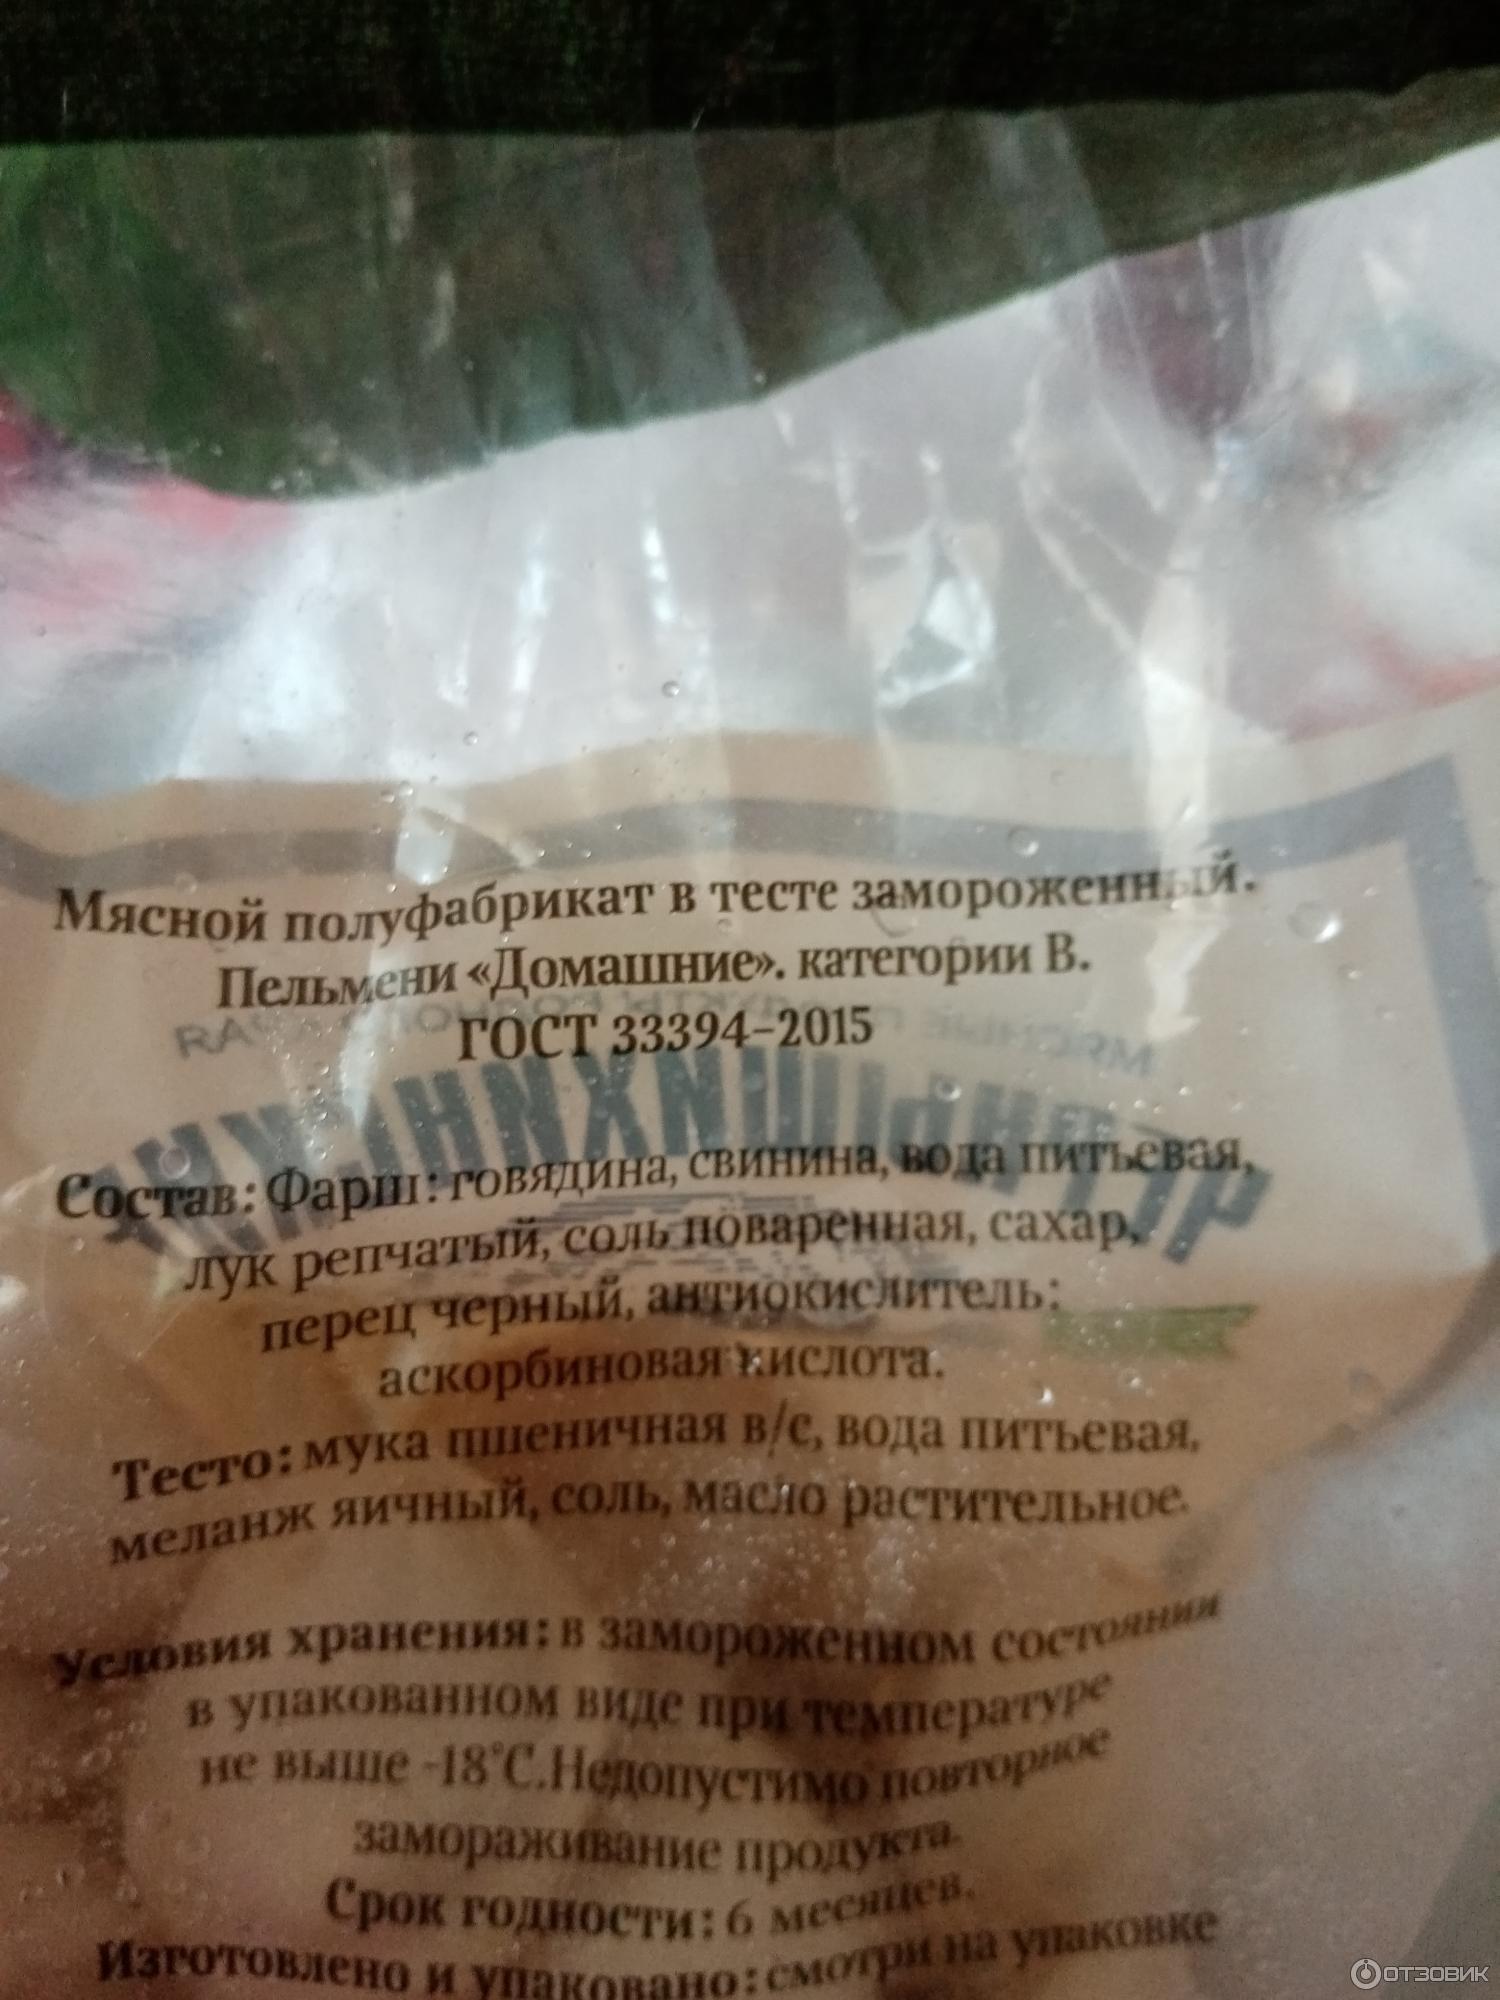 Мясной полуфабрикат в тесте замороженный.
Пельмени «Домашние». категории В.
ГОСТ 33394-2015
Состав: Фарш: говядина, свинина, вода питьевая,
лук репчатый, соль поваренная, сахар,
перец черный, антиокислитель:
аскорбиновая кислота.
Тесто: мука пшеничная в/с, вода питьевая,
меланж яичный, соль, масло растительное.
Условия хранения: в замороженном состоянии
в упакованном виде при температуре
не выше -18°С.Недопустимо повторное
замораживание продукта.
Срок годности: 6 месяцев.
Изготовлено и упаковано: смотри на упаковке
ОТЗОВИК